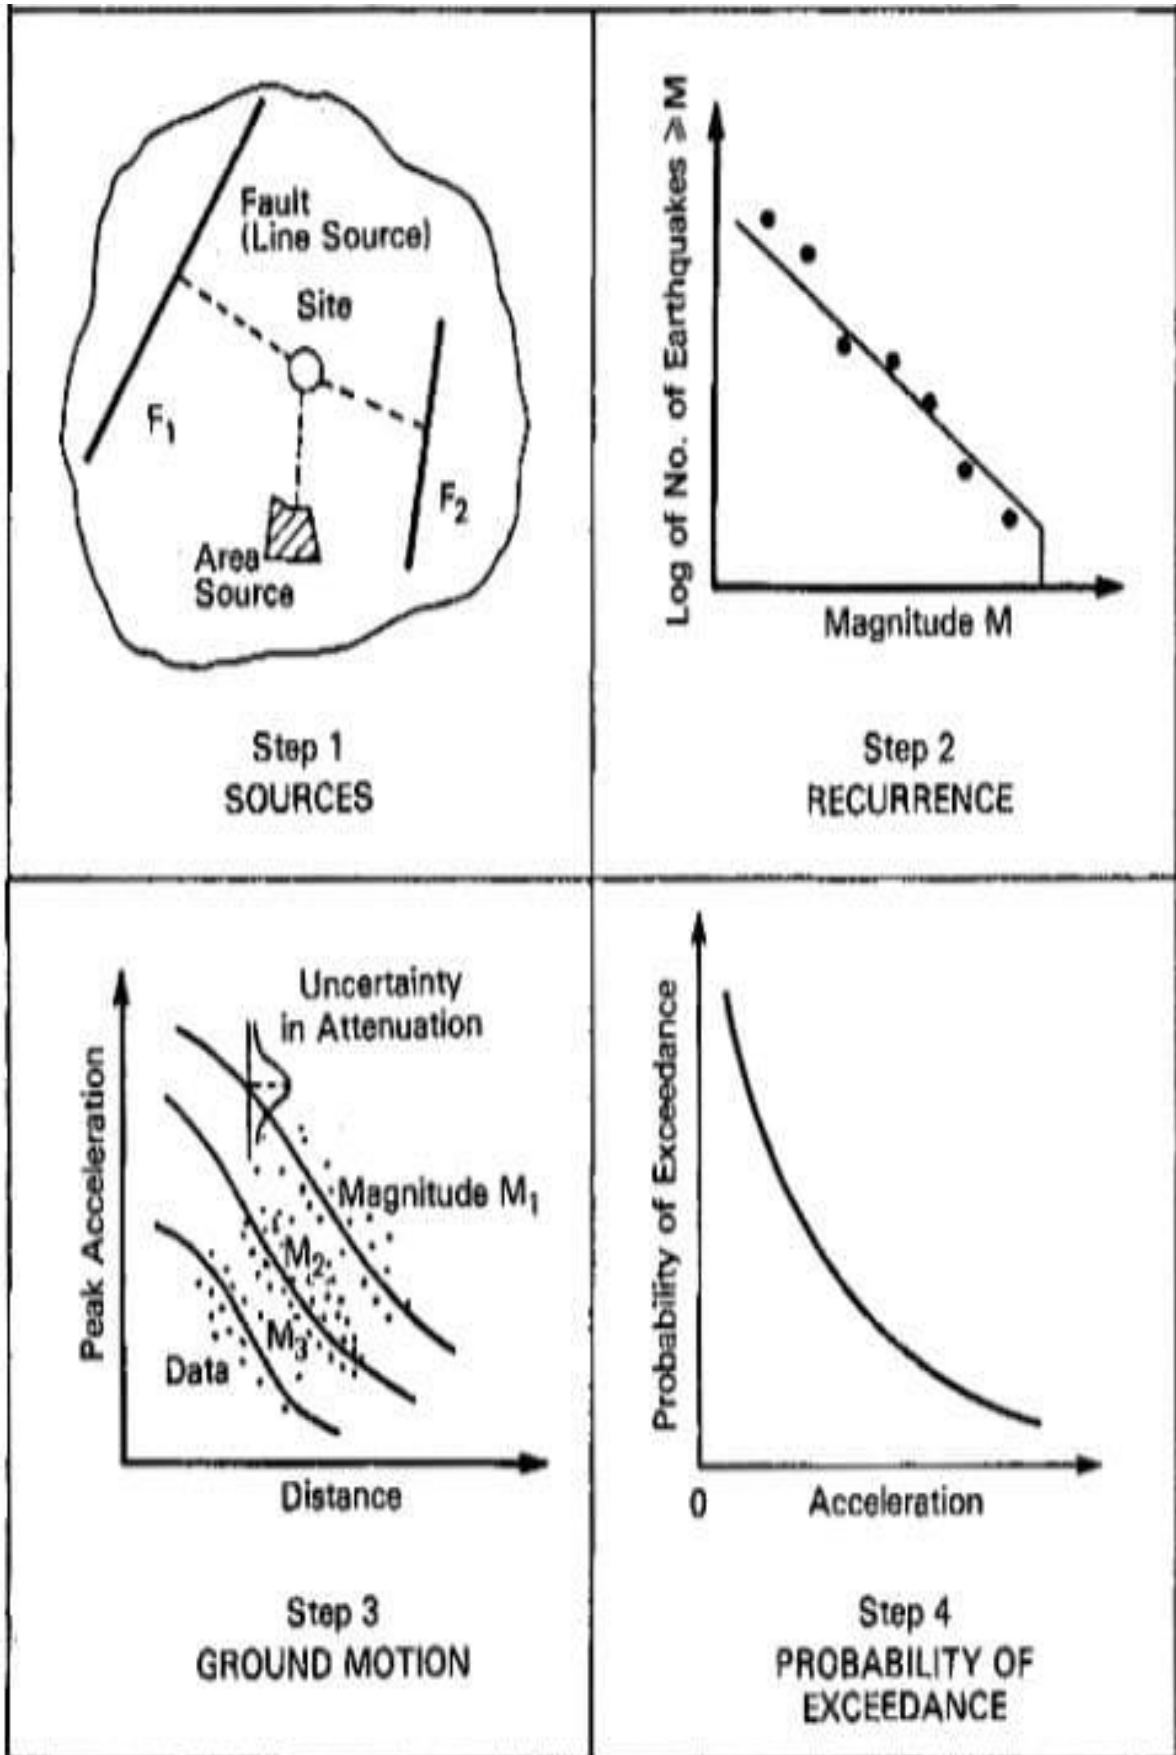 Fault
(Line Source)
Site
F1
F2
Area
Source
Step 1
SOURCES
Log of No. of Earthquakes ⩾M
Magnitude M
Step 2
RECURRENCE
Uncertainty
in Attenuation
Peak Acceleration
Magnitude M1
M2
M3
Data
Distance
Step 3
GROUND MOTION
Probability of Exceedance
0
Acceleration
Step 4
PROBABILITY OF
EXCEEDANCE